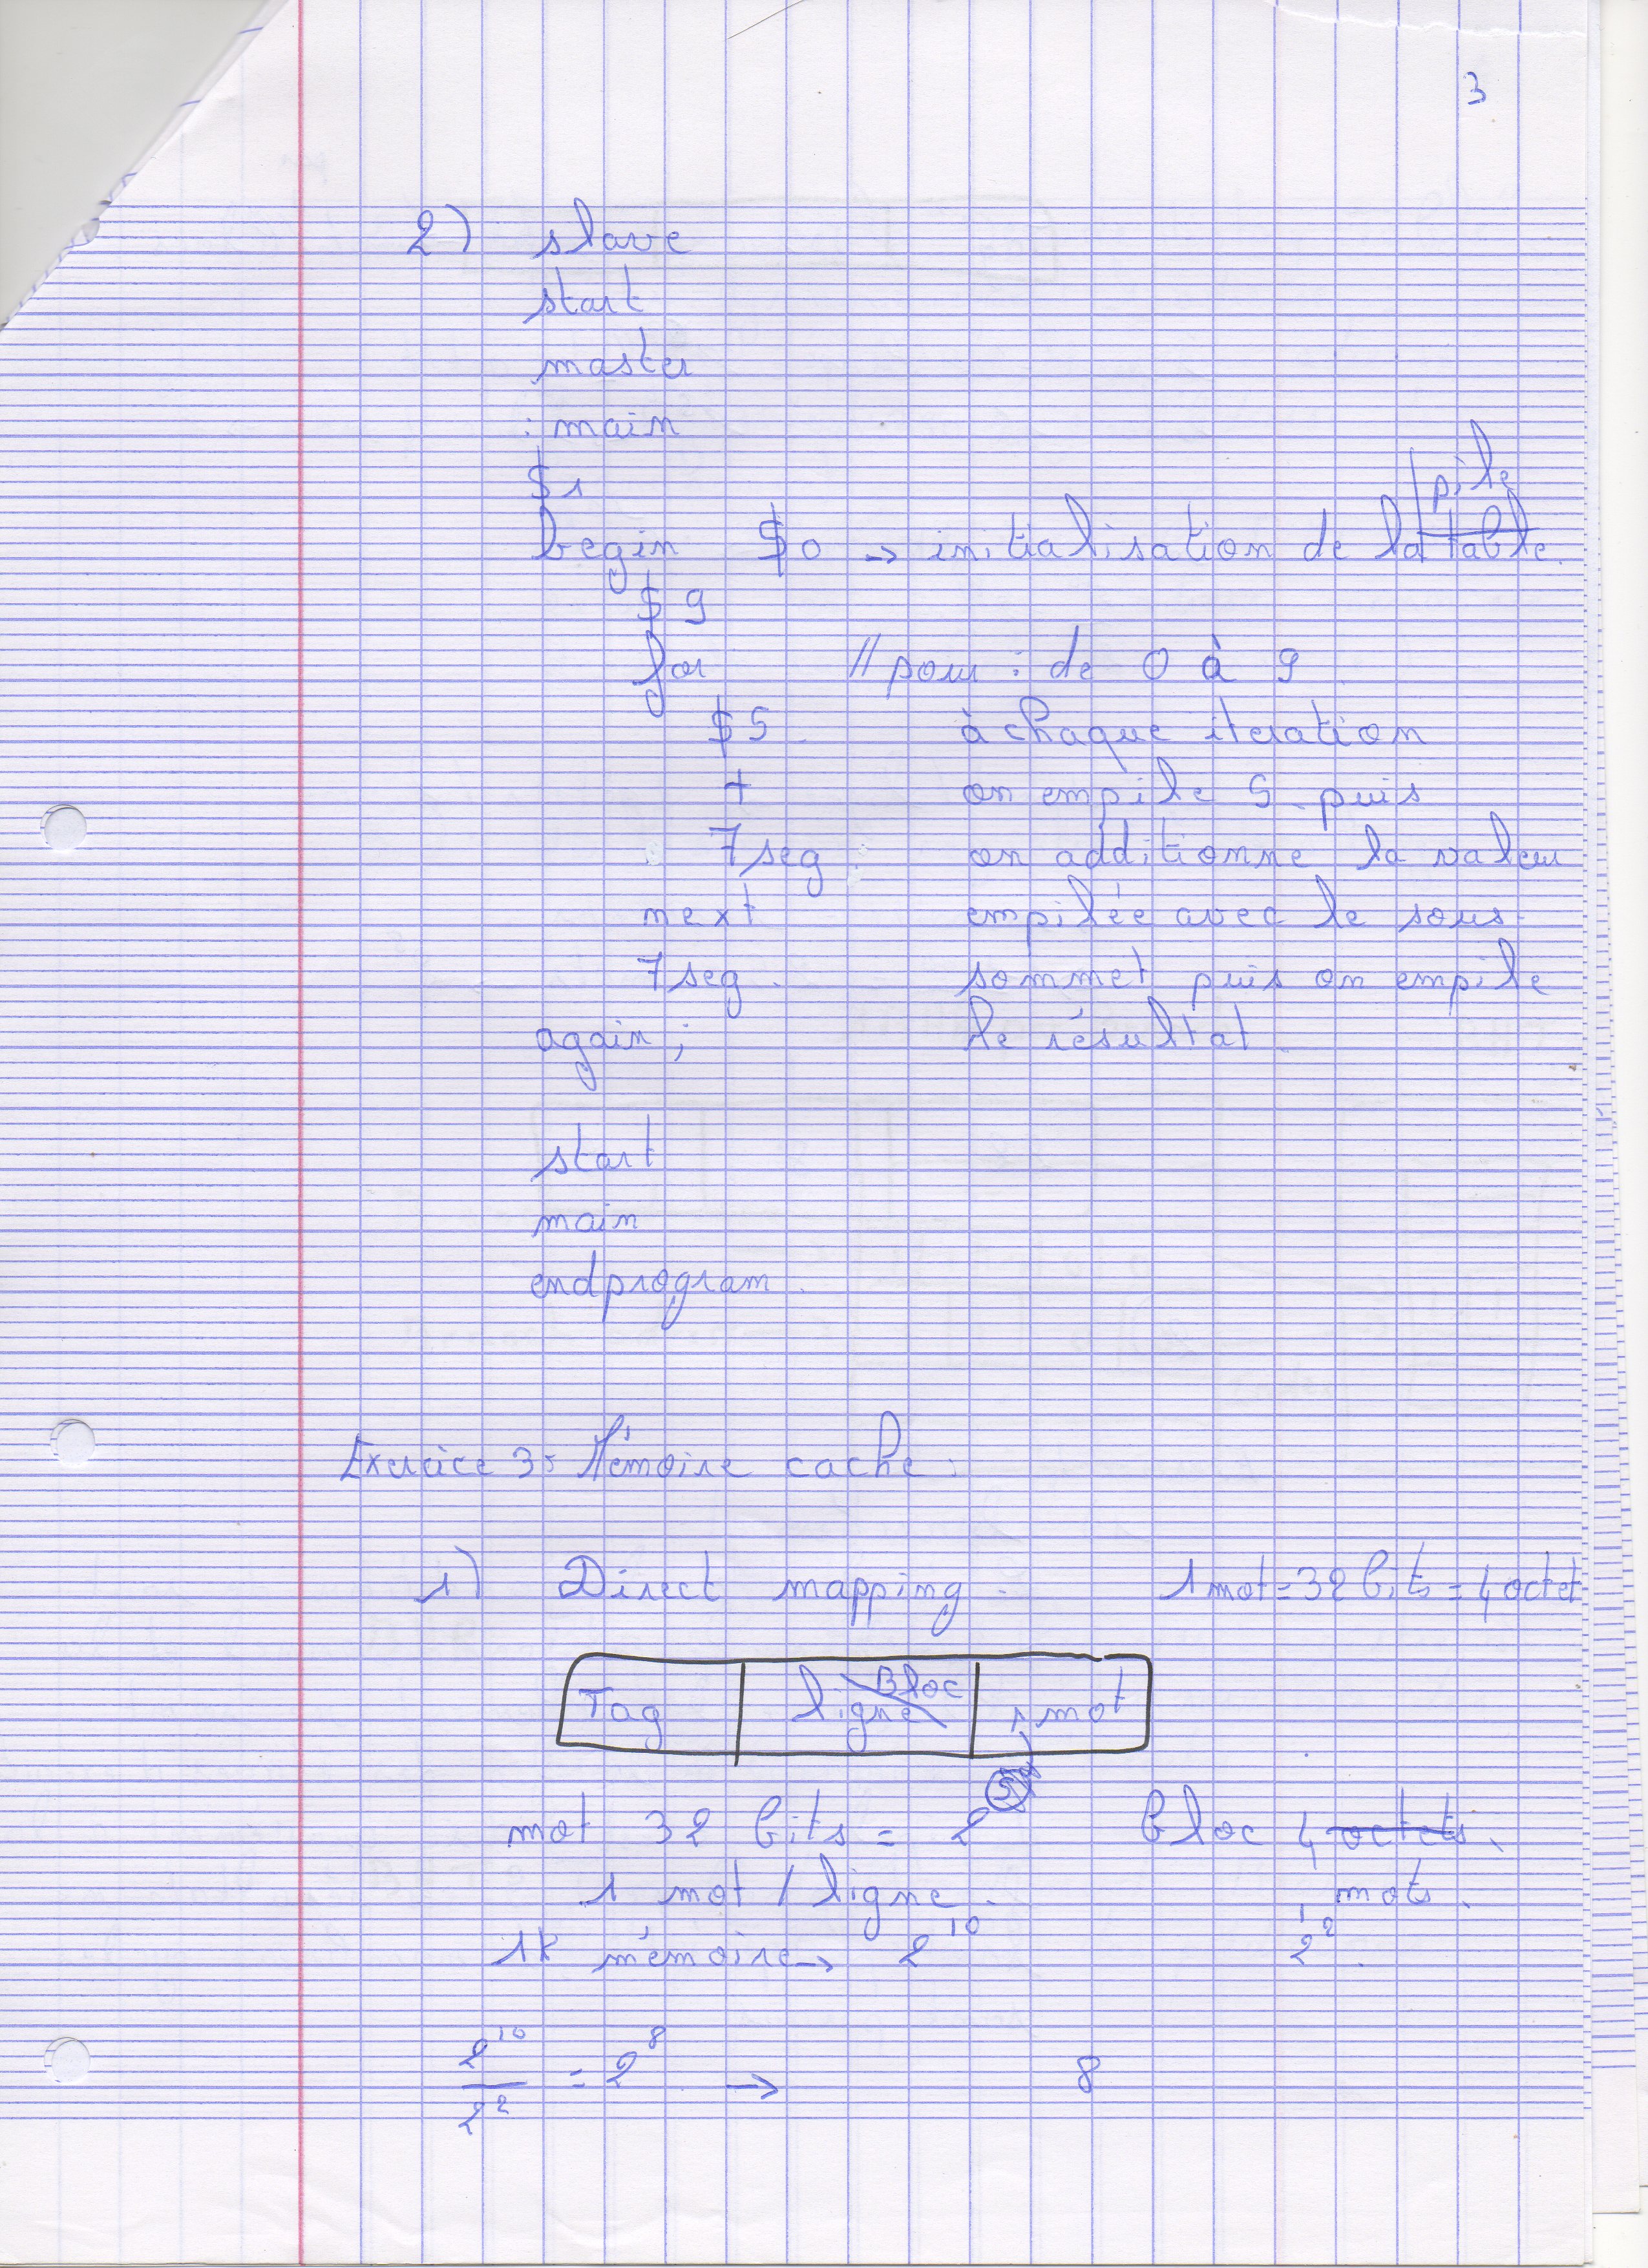 3
2) slave
start
master
: main
$1
pile
begin $0 → initialisation de la table.
$9
for // pour i de 0 à 9
$5 à chaque itération
+ on empile 5 puis
7seg on additionne la valeur
next empilée avec le sous-
7seg. sommet puis on empile
again; le résultat.
start
main
endprogram.
Exercice 3: Mémoire cache.
1) Direct mapping. 1 mot = 32 bits = 4 octet
Bloc
Tag ligne 1 mot
5
mot 32 bits = 2 bloc 4 octets.
1 mot / ligne. mots.
1k mémoire → 2^10 2^2.
2^10 / 2^2 = 2^8 → 8